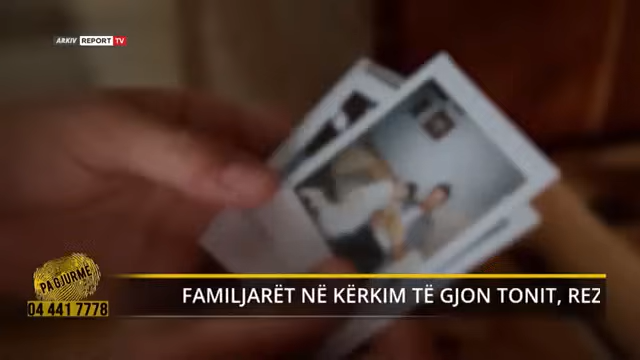 ARKIV REPORT TV
PA GJURMË
04 441 7778
FAMILJARËT NË KËRKIM TË GJON TONIT, REZ